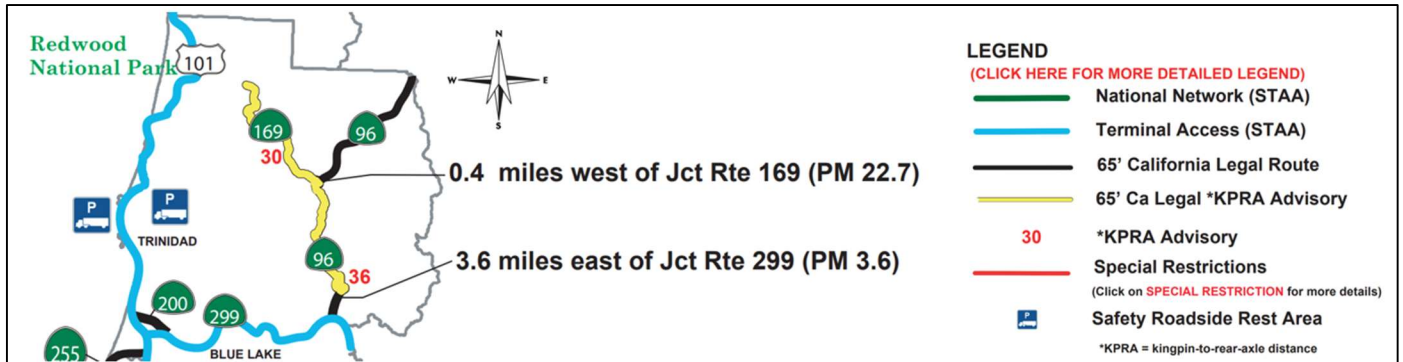 Redwood
National Park
101
N
W E
S
169
30
96
0.4 miles west of Jct Rte 169 (PM 22.7)
P
P
TRINIDAD
96
36
3.6 miles east of Jct Rte 299 (PM 3.6)
200
299
255
BLUE LAKE
LEGEND
(CLICK HERE FOR MORE DETAILED LEGEND)
National Network (STAA)
Terminal Access (STAA)
65' California Legal Route
65' Ca Legal *KPRA Advisory
30 *KPRA Advisory
Special Restrictions
(Click on SPECIAL RESTRICTION for more details)
P
Safety Roadside Rest Area
*KPRA = kingpin-to-rear-axle distance